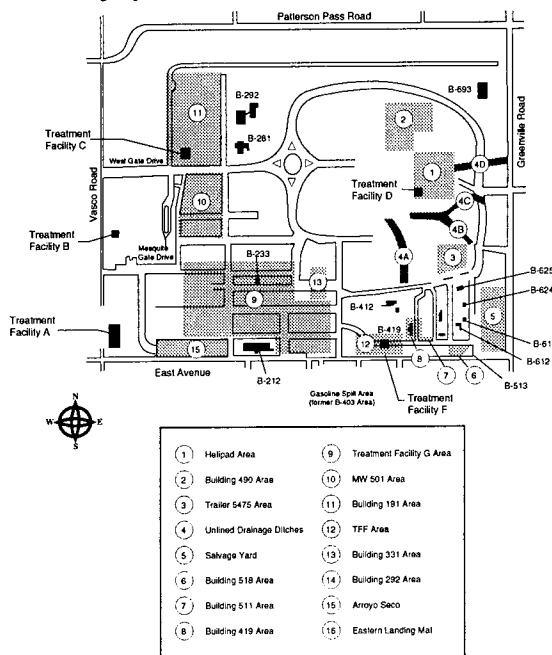 Patterson Pass Road
B-693
B-292
11
2
Greenville Road
Treatment
Facility C
B-281
1
4D
West Gate Drive
Vasco Road
Treatment
Facility D
10
4C
Treatment
Facility B
4B
Mesquite
Gate Drive
4A
3
B-233
B-625
13
9
B-624
B-412
5
Treatment
Facility A
B-419
B-61
12
B-612
15
8
East Avenue
7
6
B-513
B-212
Gasoline Spill Area
(former B-403 Area)
Treatment
Facility F
N
W
E
S
1 Helipad Area
2 Building 490 Area
3 Trailer 5475 Area
4 Unlined Drainage Ditches
5 Salvage Yard
6 Building 518 Area
7 Building 511 Area
8 Building 419 Area
9 Treatment Facility G Area
10 MW 501 Area
11 Building 191 Area
12 TFF Area
13 Building 331 Area
14 Building 292 Area
15 Arroyo Seco
16 Eastern Landing Mat